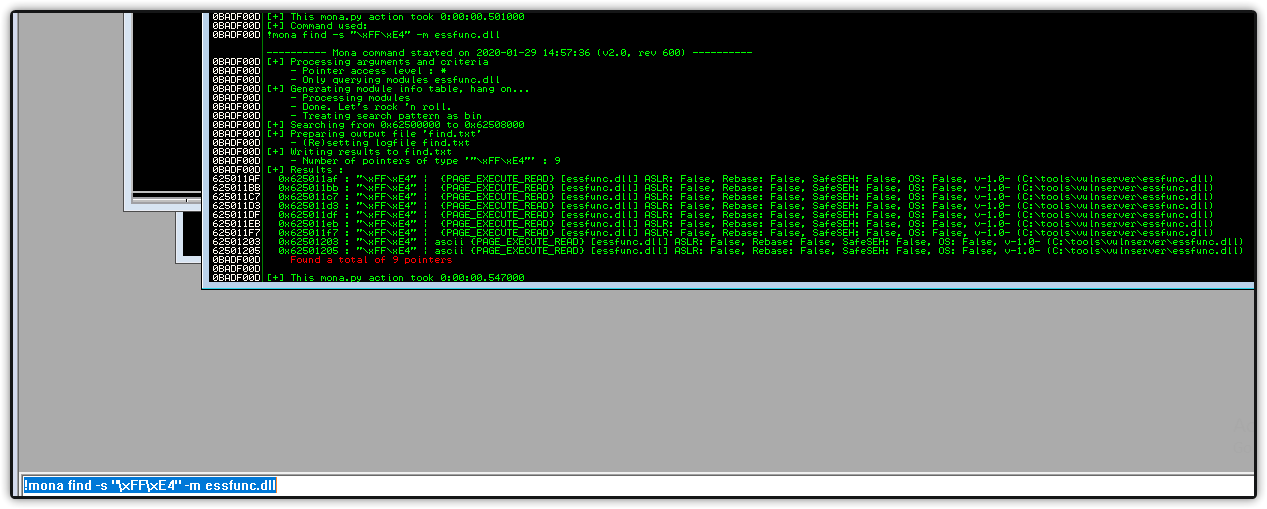 0BADF00D [+] This mona.py action took 0:00:00.501000
0BADF00D [+] Command used:
0BADF00D !mona find -s "\xFF\xE4" -m essfunc.dll
---------- Mona command started on 2020-01-29 14:57:36 (v2.0, rev 600) ----------
0BADF00D [+] Processing arguments and criteria
0BADF00D - Pointer access level : #
0BADF00D - Only querying modules essfunc.dll
0BADF00D [+] Generating module info table, hang on...
0BADF00D - Processing modules
0BADF00D - Done. Let's rock 'n roll.
0BADF00D - Treating search pattern as bin
0BADF00D [+] Searching from 0x62500000 to 0x62508000
0BADF00D [+] Preparing output file 'find.txt'
0BADF00D - (Re)setting logfile find.txt
0BADF00D [+] Writing results to find.txt
0BADF00D - Number of pointers of type '"\xFF\xE4"' : 9
0BADF00D [+] Results :
625011AF 0x625011af : "\xFF\xE4" | {PAGE_EXECUTE_READ} [essfunc.dll] ASLR: False, Rebase: False, SafeSEH: False, OS: False, v-1.0- (C:\tools\vulnserver\essfunc.dll)
625011BB 0x625011bb : "\xFF\xE4" | {PAGE_EXECUTE_READ} [essfunc.dll] ASLR: False, Rebase: False, SafeSEH: False, OS: False, v-1.0- (C:\tools\vulnserver\essfunc.dll)
625011C7 0x625011c7 : "\xFF\xE4" | {PAGE_EXECUTE_READ} [essfunc.dll] ASLR: False, Rebase: False, SafeSEH: False, OS: False, v-1.0- (C:\tools\vulnserver\essfunc.dll)
625011D3 0x625011d3 : "\xFF\xE4" | {PAGE_EXECUTE_READ} [essfunc.dll] ASLR: False, Rebase: False, SafeSEH: False, OS: False, v-1.0- (C:\tools\vulnserver\essfunc.dll)
625011DF 0x625011df : "\xFF\xE4" | {PAGE_EXECUTE_READ} [essfunc.dll] ASLR: False, Rebase: False, SafeSEH: False, OS: False, v-1.0- (C:\tools\vulnserver\essfunc.dll)
625011EB 0x625011eb : "\xFF\xE4" | {PAGE_EXECUTE_READ} [essfunc.dll] ASLR: False, Rebase: False, SafeSEH: False, OS: False, v-1.0- (C:\tools\vulnserver\essfunc.dll)
625011F7 0x625011f7 : "\xFF\xE4" | {PAGE_EXECUTE_READ} [essfunc.dll] ASLR: False, Rebase: False, SafeSEH: False, OS: False, v-1.0- (C:\tools\vulnserver\essfunc.dll)
62501203 0x62501203 : "\xFF\xE4" | ascii {PAGE_EXECUTE_READ} [essfunc.dll] ASLR: False, Rebase: False, SafeSEH: False, OS: False, v-1.0- (C:\tools\vulnserver\essfunc.dll)
62501205 0x62501205 : "\xFF\xE4" | ascii {PAGE_EXECUTE_READ} [essfunc.dll] ASLR: False, Rebase: False, SafeSEH: False, OS: False, v-1.0- (C:\tools\vulnserver\essfunc.dll)
0BADF00D Found a total of 9 pointers
0BADF00D
0BADF00D [+] This mona.py action took 0:00:00.547000
!mona find -s "\xFF\xE4" -m essfunc.dll